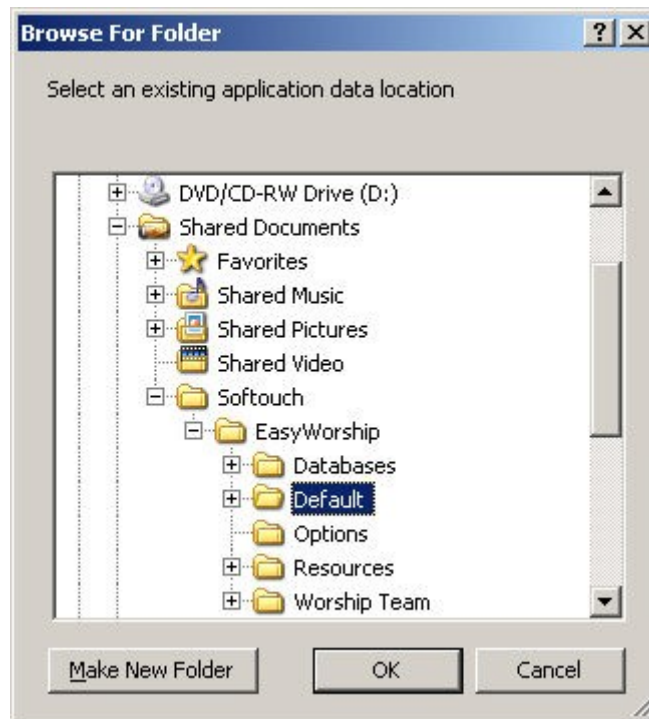 Browse For Folder
Select an existing application data location
DVD/CD-RW Drive (D:)
Shared Documents
Favorites
Shared Music
Shared Pictures
Shared Video
Softouch
EasyWorship
Databases
Default
Options
Resources
Worship Team
Make New Folder OK Cancel